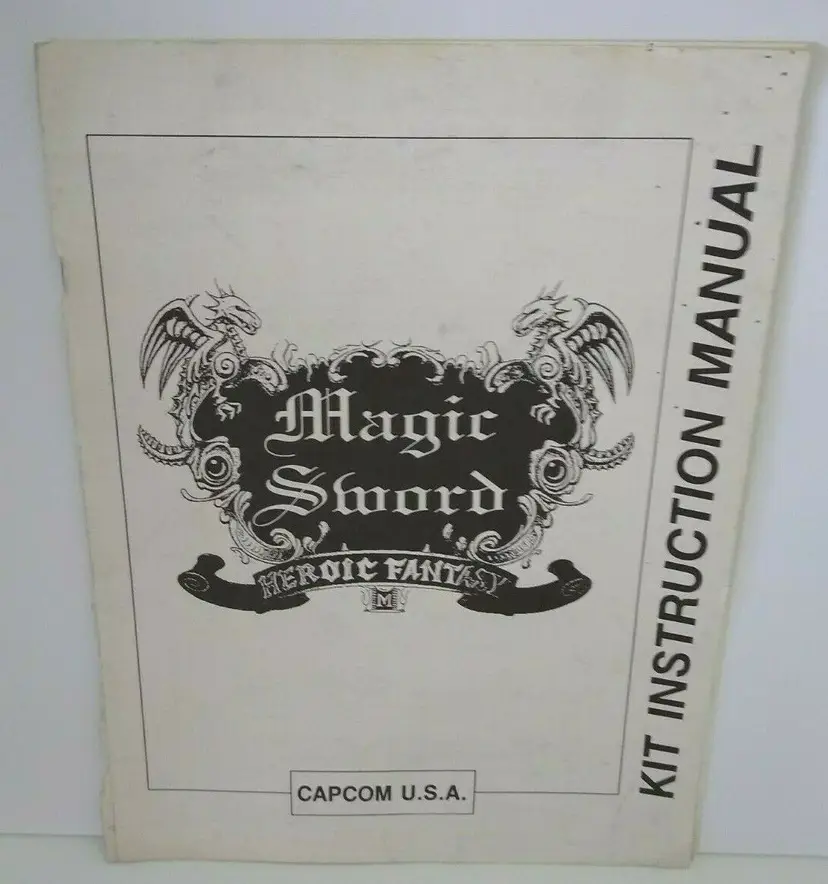 Magic
Sword
HEROIC FANTASY
M
CAPCOM U.S.A.
KIT INSTRUCTION MANUAL